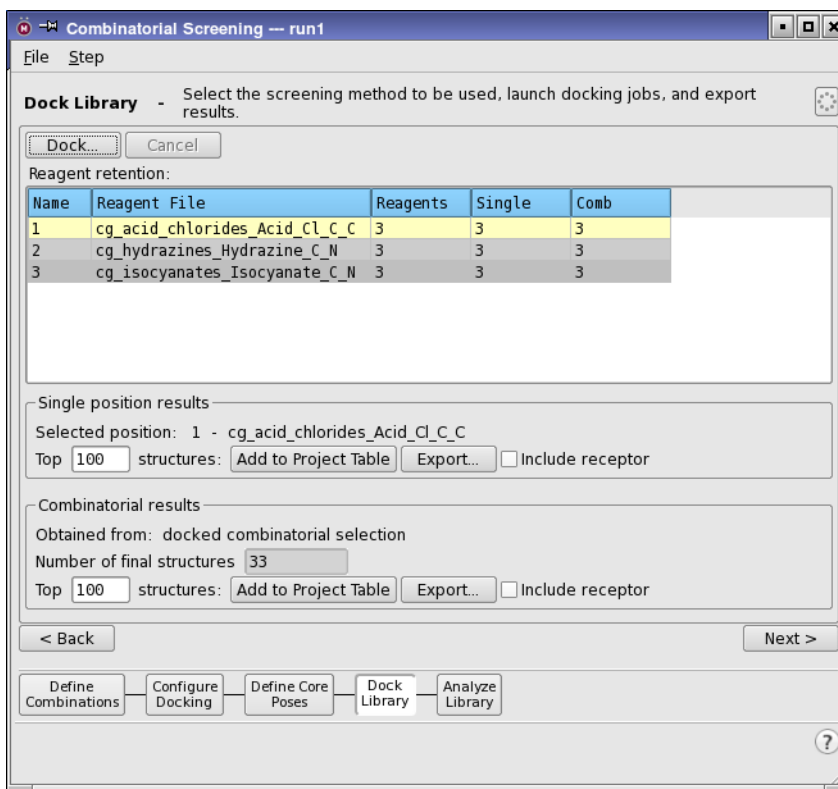 Combinatorial Screening --- run1
File Step
Dock Library - Select the screening method to be used, launch docking jobs, and export
results.
Dock... Cancel
Reagent retention:
Name Reagent File Reagents Single Comb
1 cg_acid_chlorides_Acid_Cl_C_C 3 3 3
2 cg_hydrazines_Hydrazine_C_N 3 3 3
3 cg_isocyanates_Isocyanate_C_N 3 3 3
Single position results
Selected position: 1 - cg_acid_chlorides_Acid_Cl_C_C
Top 100 structures: Add to Project Table Export... Include receptor
Combinatorial results
Obtained from: docked combinatorial selection
Number of final structures 33
Top 100 structures: Add to Project Table Export... Include receptor
< Back Next >
Define Combinations Configure Docking Define Core Poses Dock Library Analyze Library
?